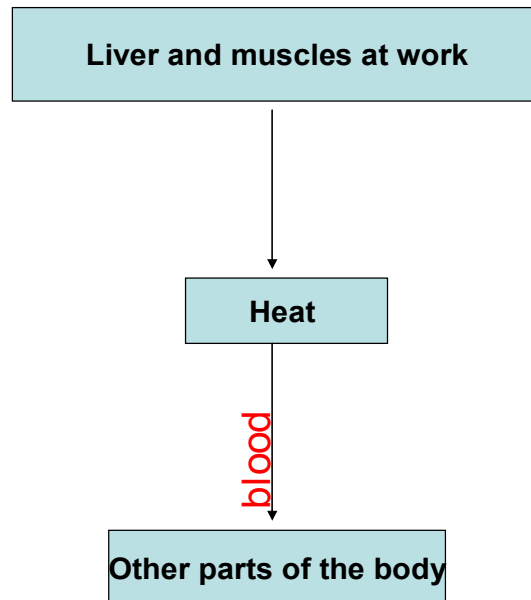 Liver and muscles at work
Heat
blood
Other parts of the body